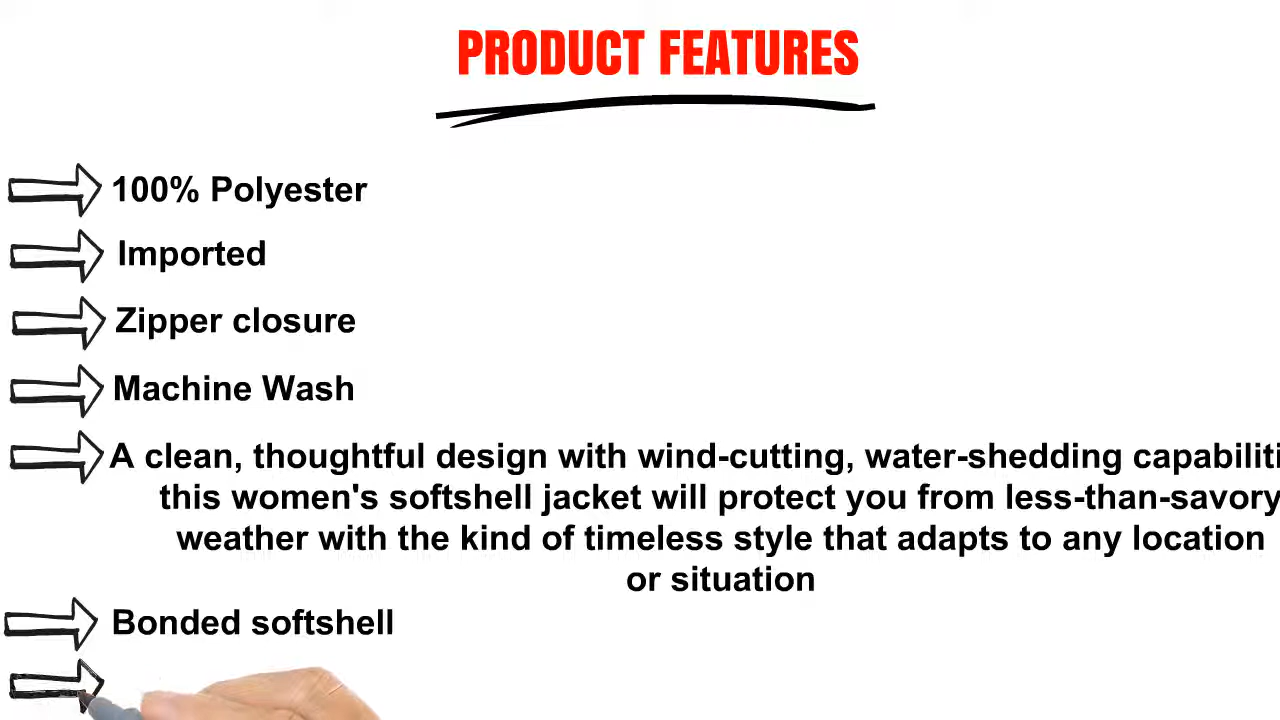 PRODUCT FEATURES
100% Polyester
Imported
Zipper closure
Machine Wash
A clean, thoughtful design with wind-cutting, water-shedding
this women's softshell jacket will protect you from less-than-savory
weather with the kind of timeless style that adapts to any location
or situation
Bonded softshell